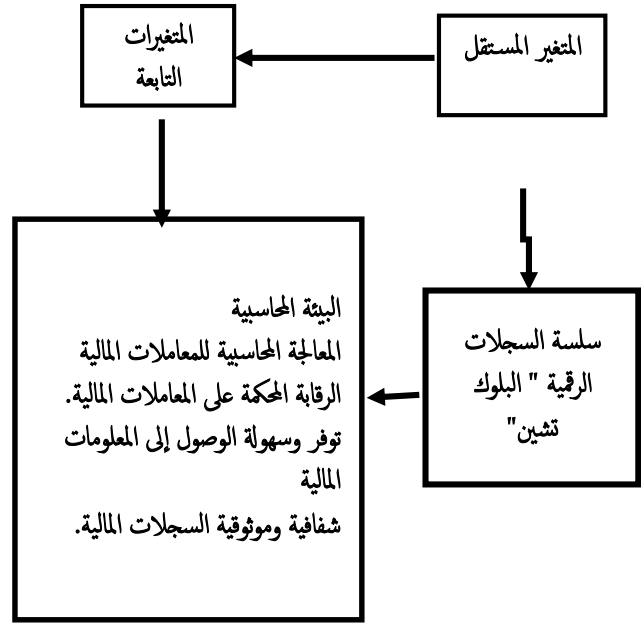 المتغير المستقل
المتغيرات
التابعة
سلسة السجلات
الرقمية " البلوك
تشين"
البيئة المحاسبية
المعالجة المحاسبية للمعاملات المالية
الرقابة المحكمة على المعاملات المالية.
توفر وسهولة الوصول إلى المعلومات
المالية
شفافية وموثوقية السجلات المالية.